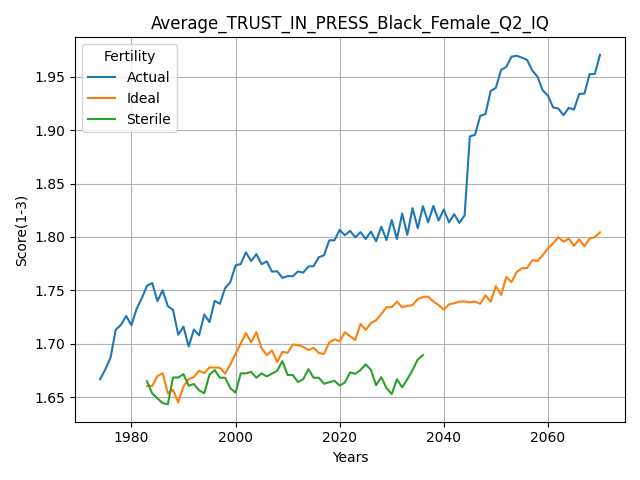 Average_TRUST_IN_PRESS_Black_Female_Q2_IQ
Fertility
Actual
Ideal
Sterile
Score(1-3)
1.95
1.90
1.85
1.80
1.75
1.70
1.65
1980
2000
2020
2040
2060
Years